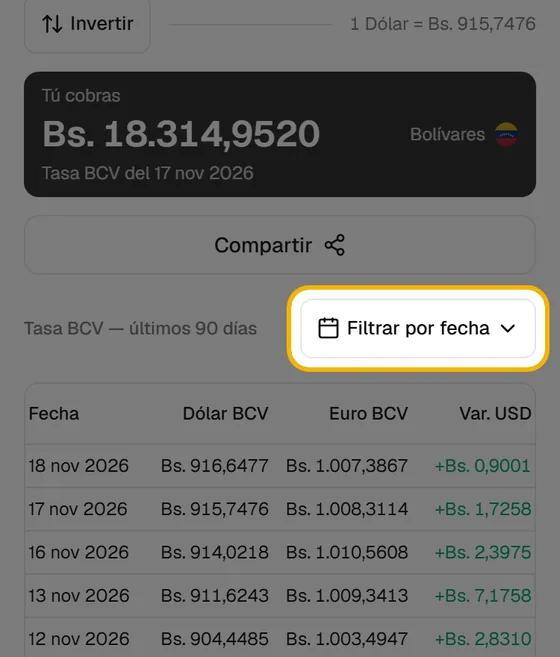 Invertir 1 Dólar = Bs. 915,7476
Tú cobras
Bs. 18.314,9520 Bolívares
Tasa BCV del 17 nov 2026
Compartir
Tasa BCV — últimos 90 días Filtrar por fecha
Fecha Dólar BCV Euro BCV Var. USD
18 nov 2026 Bs. 916,6477 Bs. 1.007,3867 +Bs. 0,9001
17 nov 2026 Bs. 915,7476 Bs. 1.008,3114 +Bs. 1,7258
16 nov 2026 Bs. 914,0218 Bs. 1.010,5608 +Bs. 2,3975
13 nov 2026 Bs. 911,6243 Bs. 1.009,3413 +Bs. 7,1758
12 nov 2026 Bs. 904,4485 Bs. 1.003,4947 +Bs. 2,8310